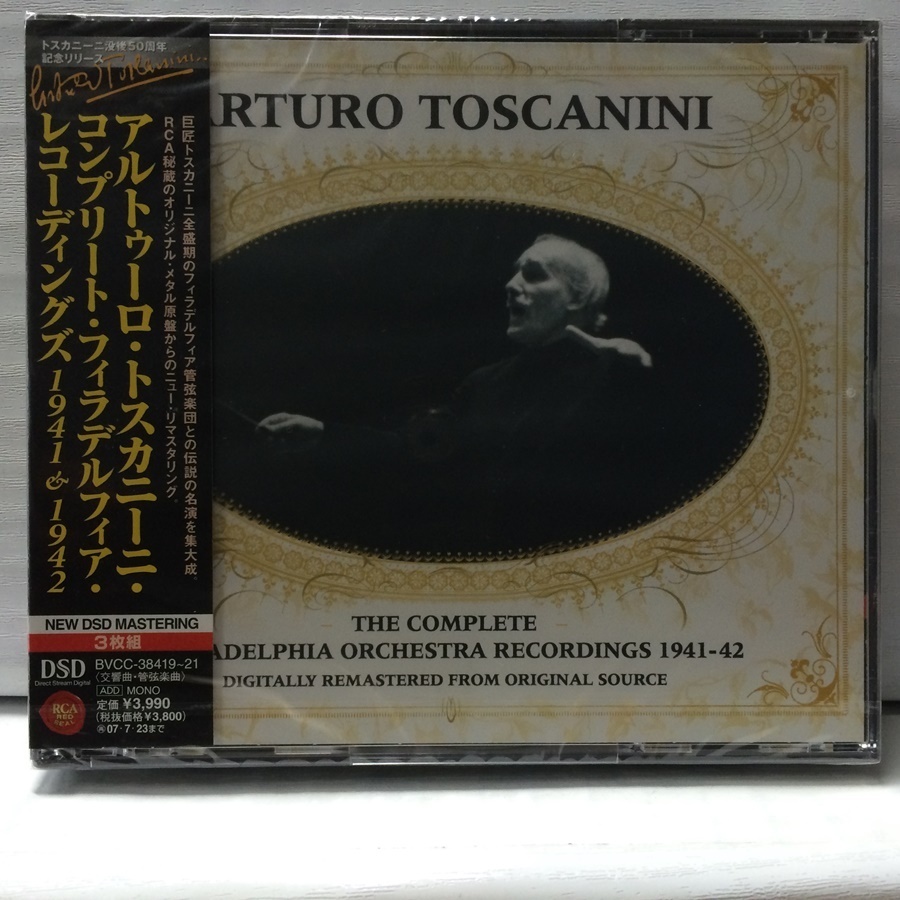 トスカニーニ没後50周年
記念リリース
Arturo Toscanini
アルトゥーロ・トスカニーニ・
コンプリート・フィラデルフィア・
レコーディングズ 1941 & 1942
巨匠トスカニーニ全盛期のフィラデルフィア管弦楽団との伝説の名演を集大成。
RCA秘蔵のオリジナル・メタル原盤からのニュー・リマスタリング。
NEW DSD MASTERING
3枚組
DSD
Direct Stream Digital
BVCC-38419~21
〈交響曲・管弦楽曲〉
ADD MONO
定価 ¥3,990
(税抜価格¥3,800)
07・7・23まで
RCA
RED
SEAL
RTURO TOSCANINI
THE COMPLETE
ADELPHIA ORCHESTRA RECORDINGS 1941-42
DIGITALLY REMASTERED FROM ORIGINAL SOURCE